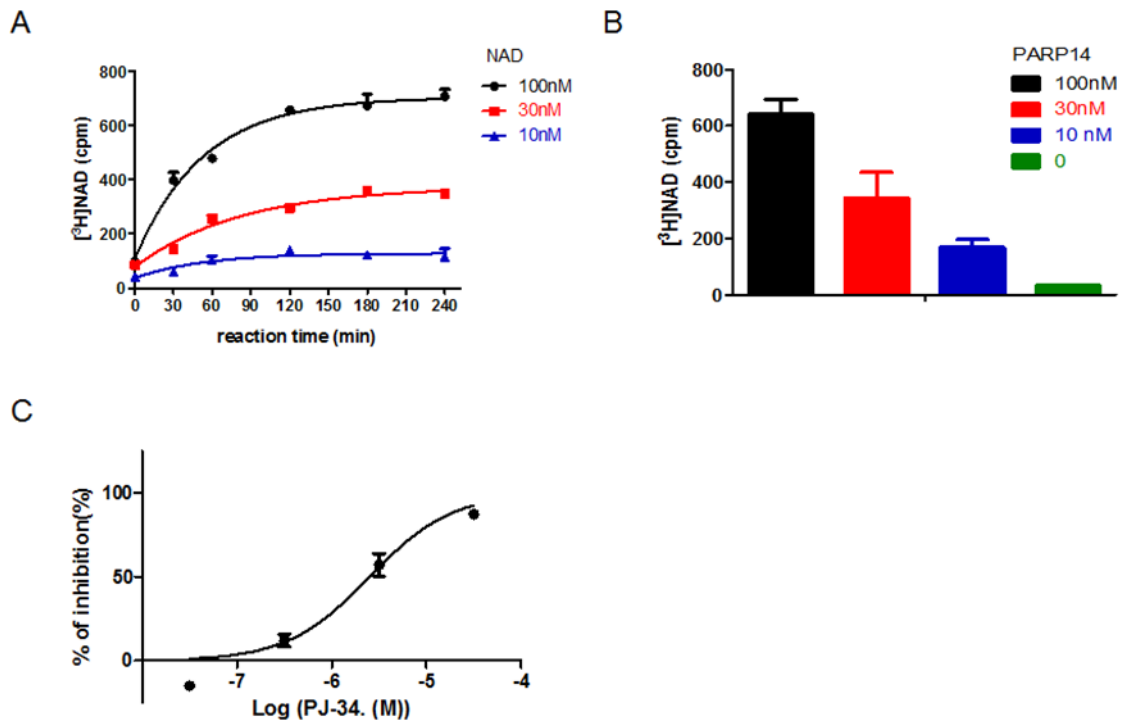 A
NAD
100nM
30nM
10nM
[³H]NAD (cpm)
800
600
400
200
0
0 30 60 90 120 150 180 210 240
reaction time (min)
B
PARP14
100nM
30nM
10 nM
0
[³H]NAD (cpm)
800
600
400
200
0
C
% of inhibition(%)
100
50
0
-7 -6 -5 -4
Log (PJ-34. (M))